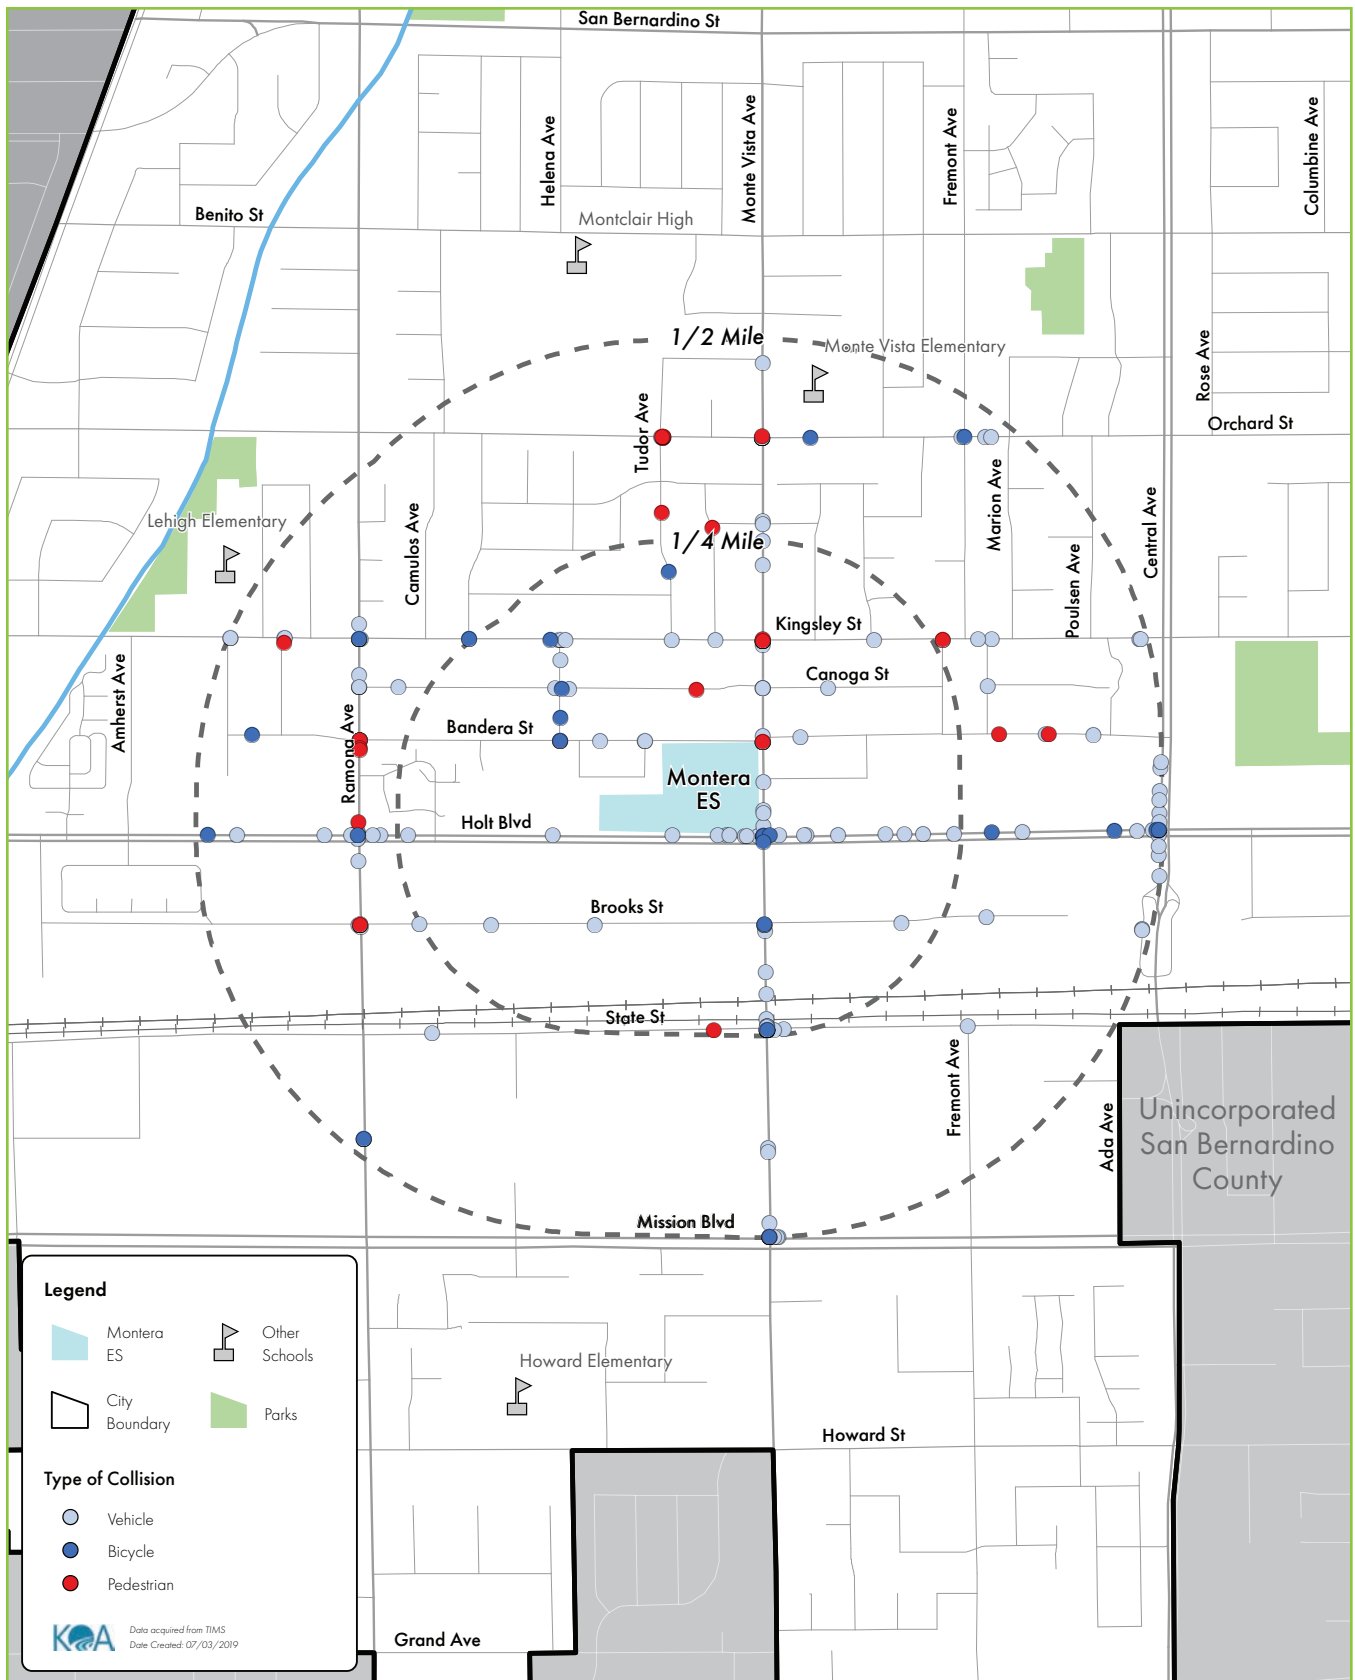 San Bernardino St
Helena Ave
Monte Vista Ave
Fremont Ave
Columbine Ave
Benito St
Montclair High
1/2 Mile
Monte Vista Elementary
Rose Ave
Tudor Ave
Orchard St
Lehigh Elementary
Camulos Ave
Marion Ave
Central Ave
1/4 Mile
Poulsen Ave
Kingsley St
Amherst Ave
Canoga St
Ramona Ave
Bandera St
Montera
ES
Holt Blvd
Brooks St
State St
Fremont Ave
Ada Ave
Unincorporated
San Bernardino
County
Mission Blvd
Legend
Montera
ES
Other
Schools
City
Boundary
Parks
Howard Elementary
Howard St
Type of Collision
Vehicle
Bicycle
Pedestrian
KOA
Data acquired from TIMS
Date Created: 07/03/2019
Grand Ave